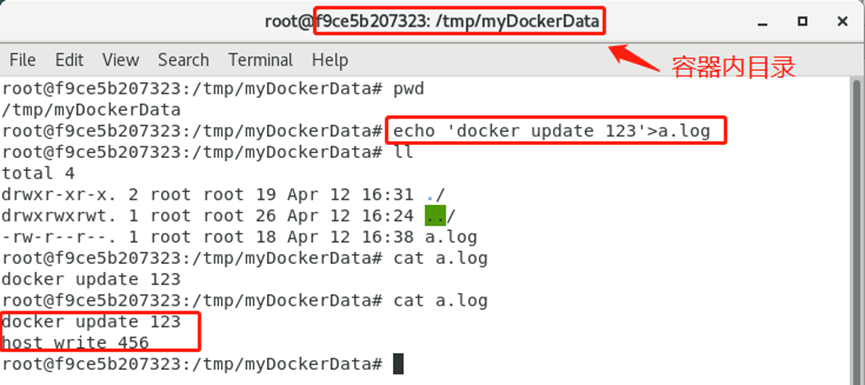 root@f9ce5b207323: /tmp/myDockerData
File Edit View Search Terminal Help
容器内目录
root@f9ce5b207323:/tmp/myDockerData# pwd
/tmp/myDockerData
root@f9ce5b207323:/tmp/myDockerData# echo 'docker update 123'>a.log
root@f9ce5b207323:/tmp/myDockerData# ll
total 4
drwxr-xr-x. 2 root root 19 Apr 12 16:31 ./
drwxrwxrwt. 1 root root 26 Apr 12 16:24 ../
-rw-r--r--. 1 root root 18 Apr 12 16:38 a.log
root@f9ce5b207323:/tmp/myDockerData# cat a.log
docker update 123
root@f9ce5b207323:/tmp/myDockerData# cat a.log
docker update 123
host write 456
root@f9ce5b207323:/tmp/myDockerData#